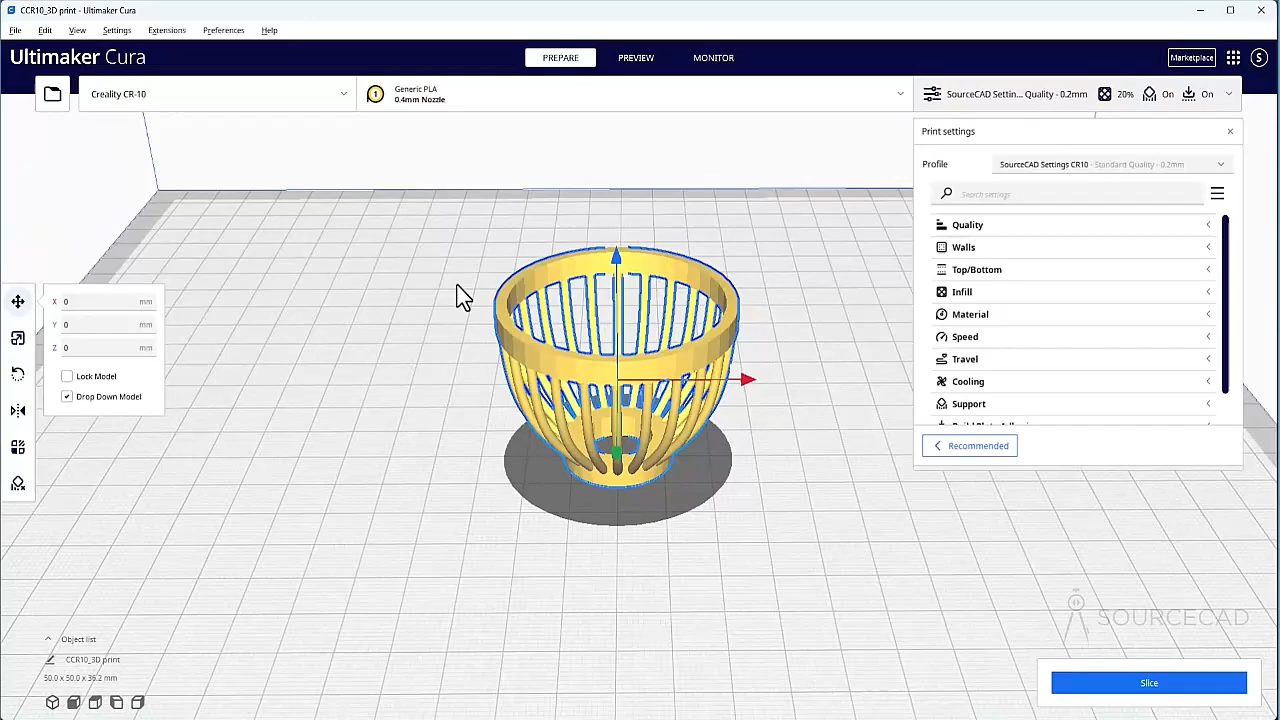 CCR10_3D print - Ultimaker Cura
File Edit View Settings Extensions Preferences Help
Ultimaker Cura
PREPARE PREVIEW MONITOR
Marketplace
S
Creality CR-10
1
Generic PLA
0.4mm Nozzle
SourceCAD Settin... Quality - 0.2mm 20% On On
Print settings
Profile SourceCAD Settings CR10 - Standard Quality - 0.2mm
Search settings
Quality
Walls
Top/Bottom
Infill
Material
Speed
Travel
Cooling
Support
Recommended
X 0 mm
Y 0 mm
Z 0 mm
Lock Model
Drop Down Model
SOURCECAD
Object list
CCR10_3D print
50.0 x 50.0 x 36.2 mm
Slice